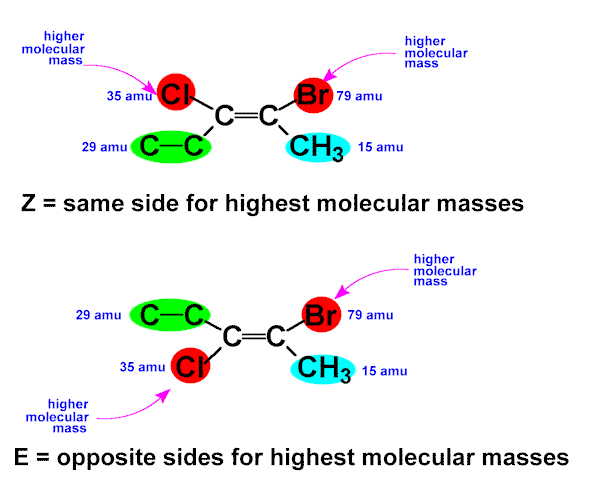 higher
molecular
mass
higher
molecular
mass
35 amu Cl Br 79 amu
C=C
29 amu C-C CH3 15 amu
Z = same side for highest molecular masses
higher
molecular
mass
29 amu C-C Br 79 amu
C=C
35 amu Cl CH3 15 amu
higher
molecular
mass
E = opposite sides for highest molecular masses